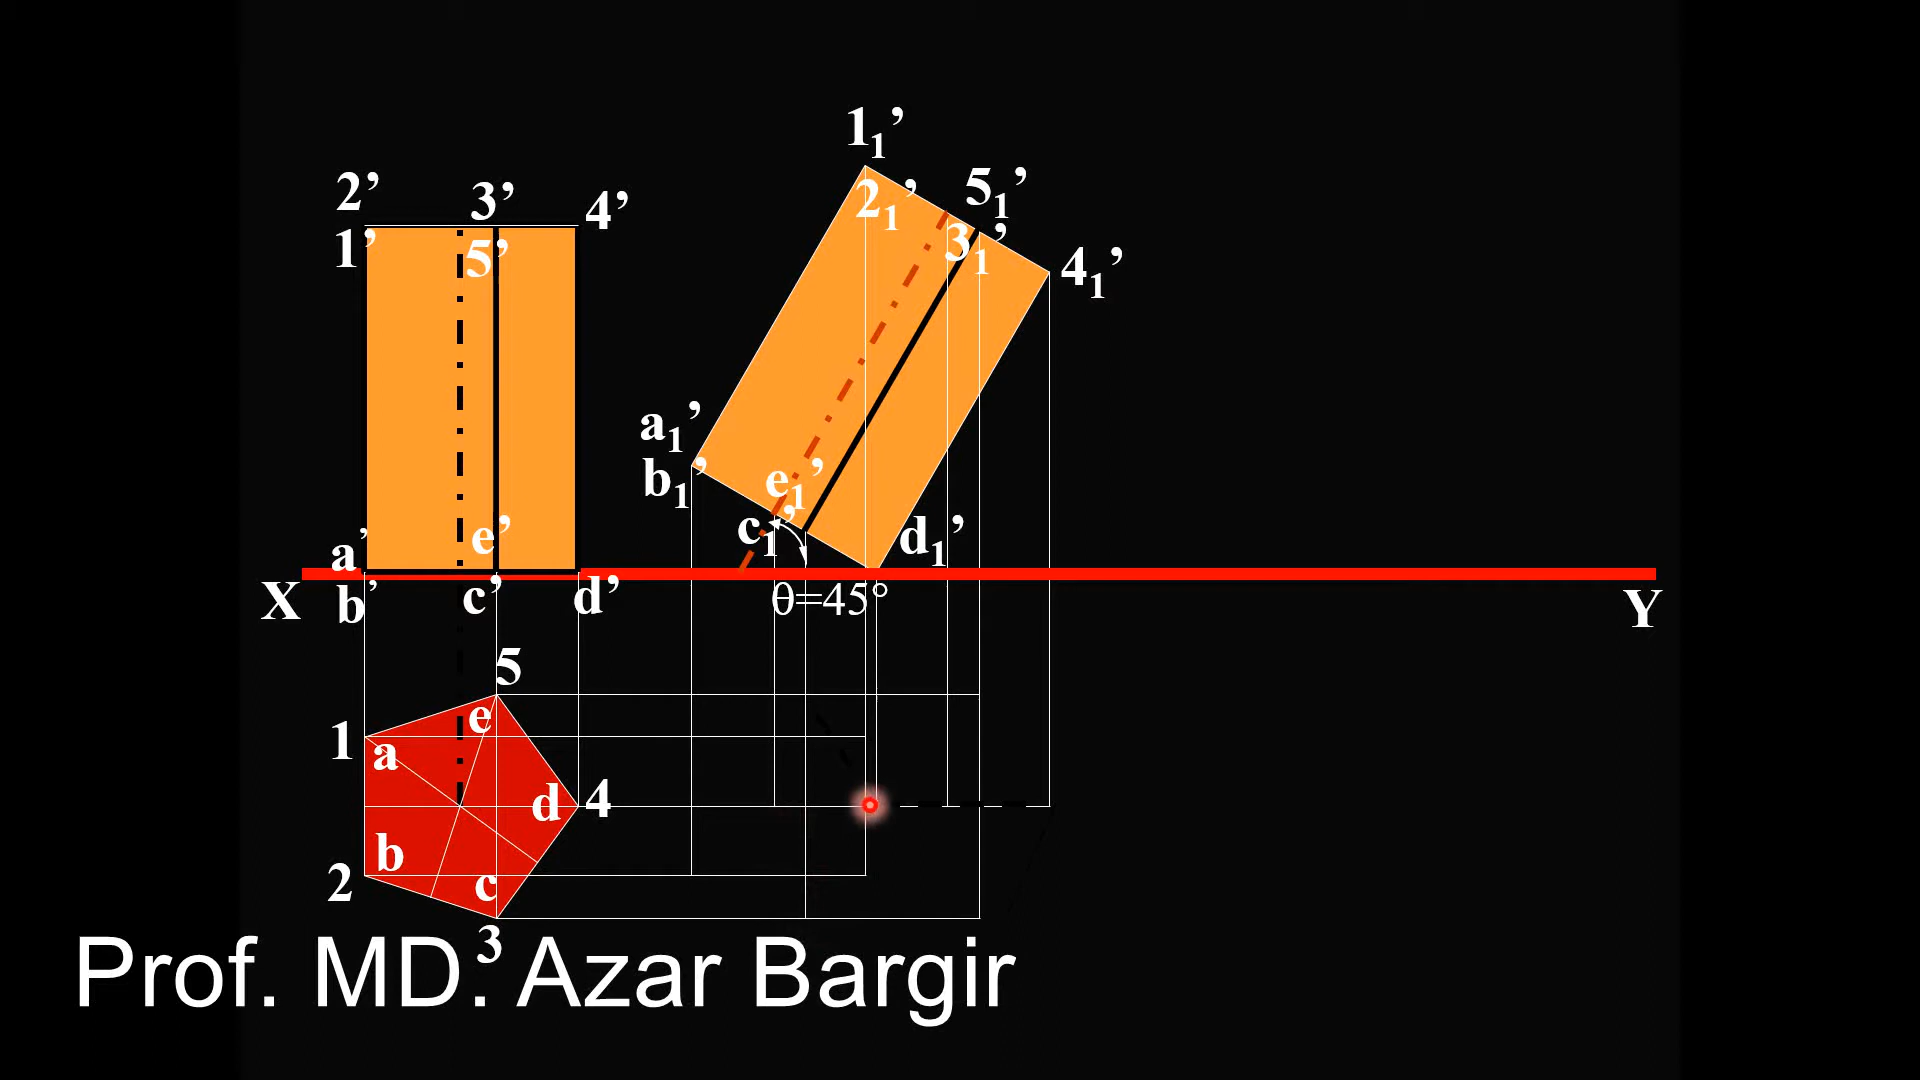 1₁’
2’ 3’ 4’
2₁’ 5₁’
1’ 5’
3₁’ 4₁’
a₁’
b₁’ e₁’
a’ e’
c₁’ d₁’
X b’ c’ d’ θ=45° Y
5
1 a e
d 4
2 b c
3
Prof. MD. Azar Bargir